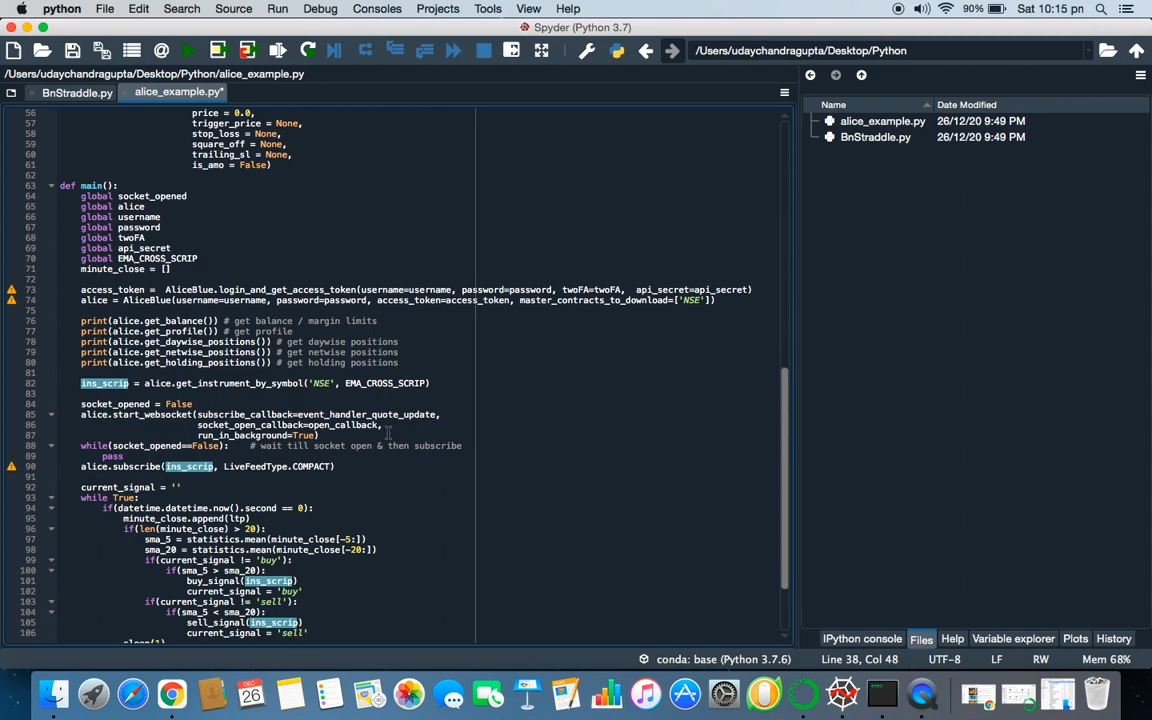 python File Edit Search Source Run Debug Consoles Projects Tools View Help 90% Sat 10:15 pm
Spyder (Python 3.7)
/Users/udaychandragupta/Desktop/Python
/Users/udaychandragupta/Desktop/Python/alice_example.py
BnStraddle.py alice_example.py*
Name Date Modified
alice_example.py 26/12/20 9:49 PM
BnStraddle.py 26/12/20 9:49 PM
56 price = 0.0,
57 trigger_price = None,
58 stop_loss = None,
59 square_off = None,
60 trailing_sl = None,
61 is_amo = False)
62
63 def main():
64 global socket_opened
65 global alice
66 global username
67 global password
68 global twoFA
69 global api_secret
70 global EMA_CROSS_SCRIP
71 minute_close = []
72
73 access_token = AliceBlue.login_and_get_access_token(username=username, password=password, twoFA=twoFA, api_secret=api_secret)
74 alice = AliceBlue(username=username, password=password, access_token=access_token, master_contracts_to_download=['NSE'])
75
76 print(alice.get_balance()) # get balance / margin limits
77 print(alice.get_profile()) # get profile
78 print(alice.get_daywise_positions()) # get daywise positions
79 print(alice.get_netwise_positions()) # get netwise positions
80 print(alice.get_holding_positions()) # get holding positions
81
82 ins_scrip = alice.get_instrument_by_symbol('NSE', EMA_CROSS_SCRIP)
83
84 socket_opened = False
85 alice.start_websocket(subscribe_callback=event_handler_quote_update,
86 socket_open_callback=open_callback,
87 run_in_background=True)
88 while(socket_opened==False): # wait till socket open & then subscribe
89 pass
90 alice.subscribe(ins_scrip, LiveFeedType.COMPACT)
91
92 current_signal = ''
93 while True:
94 if(datetime.datetime.now().second == 0):
95 minute_close.append(ltp)
96 if(len(minute_close) > 20):
97 sma_5 = statistics.mean(minute_close[-5:])
98 sma_20 = statistics.mean(minute_close[-20:])
99 if(current_signal != 'buy'):
100 if(sma_5 > sma_20):
101 buy_signal(ins_scrip)
102 current_signal = 'buy'
103 if(current_signal != 'sell'):
104 if(sma_5 < sma_20):
105 sell_signal(ins_scrip)
106 current_signal = 'sell'
sleep(1)
IPython console Files Help Variable explorer Plots History
conda: base (Python 3.7.6) Line 38, Col 48 UTF-8 LF RW Mem 68%
DEC
26